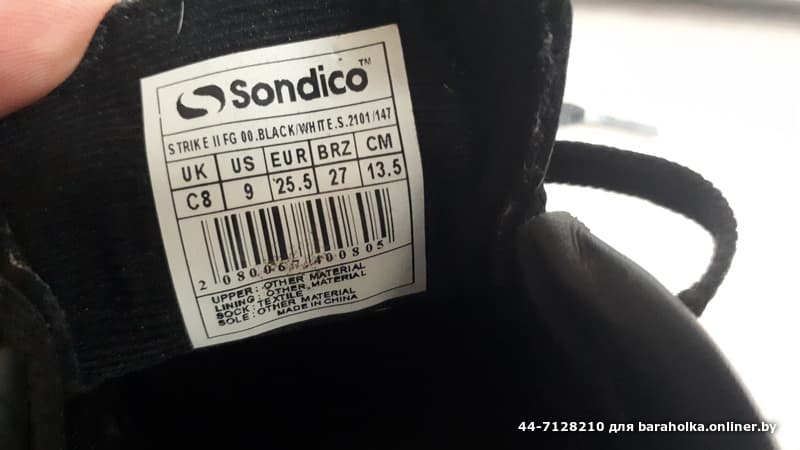 Sondico™
STRIKE II FG 00.BLACK/WHITE.S.2101/147
UK US EUR BRZ CM
C8 9 25.5 27 13.5
400805
UPPER: OTHER MATERIAL
LINING: OTHER MATERIAL
SOCK: TEXTILE
SOLE: OTHER MATERIAL
MADE IN CHINA
44-7128210 для baraholka.onliner.by